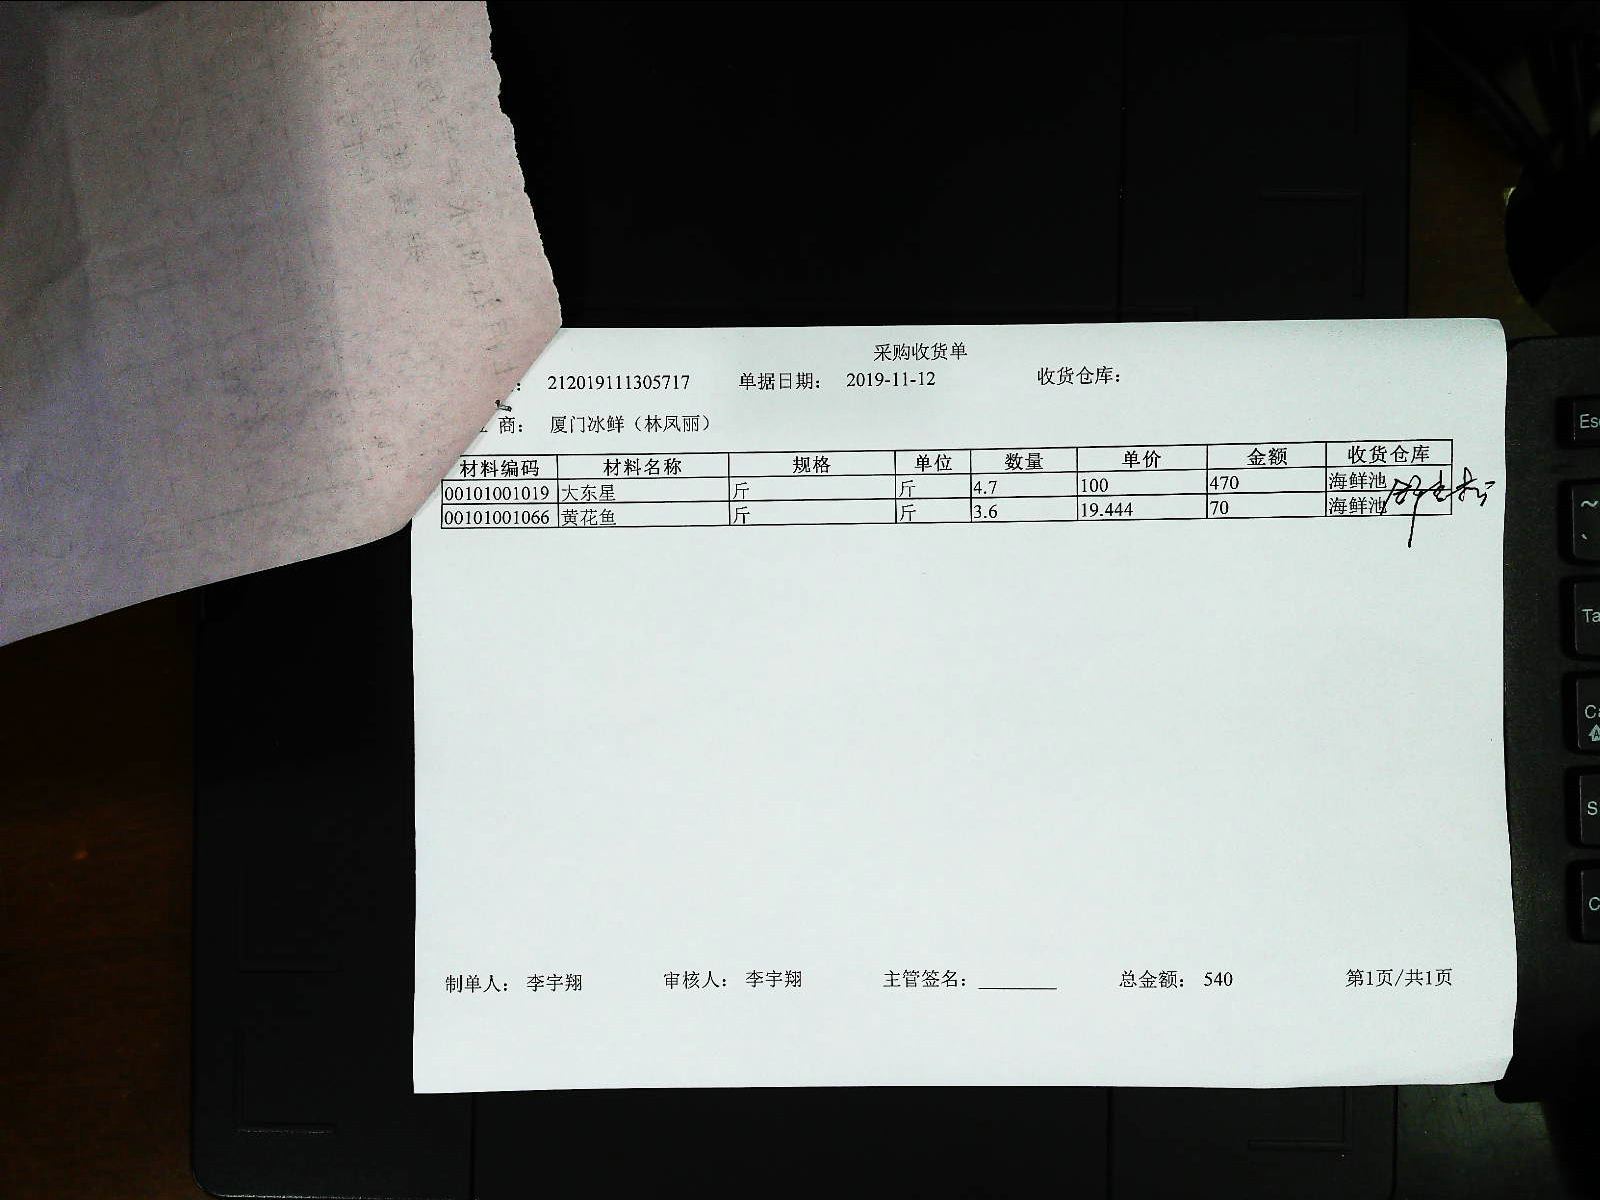 采购收货单
：212019111305717 单据日期： 2019-11-12 收货仓库：
商： 厦门冰鲜（林凤丽）
材料编码 材料名称 规格 单位 数量 单价 金额 收货仓库
00101001019 大东星 斤 斤 4.7 100 470 海鲜池
00101001066 黄花鱼 斤 斤 3.6 19.444 70 海鲜池
制单人： 李宇翔 审核人： 李宇翔 主管签名： 总金额： 540 第1页/共1页
Esc
~
、
Ta
Ca
S
C